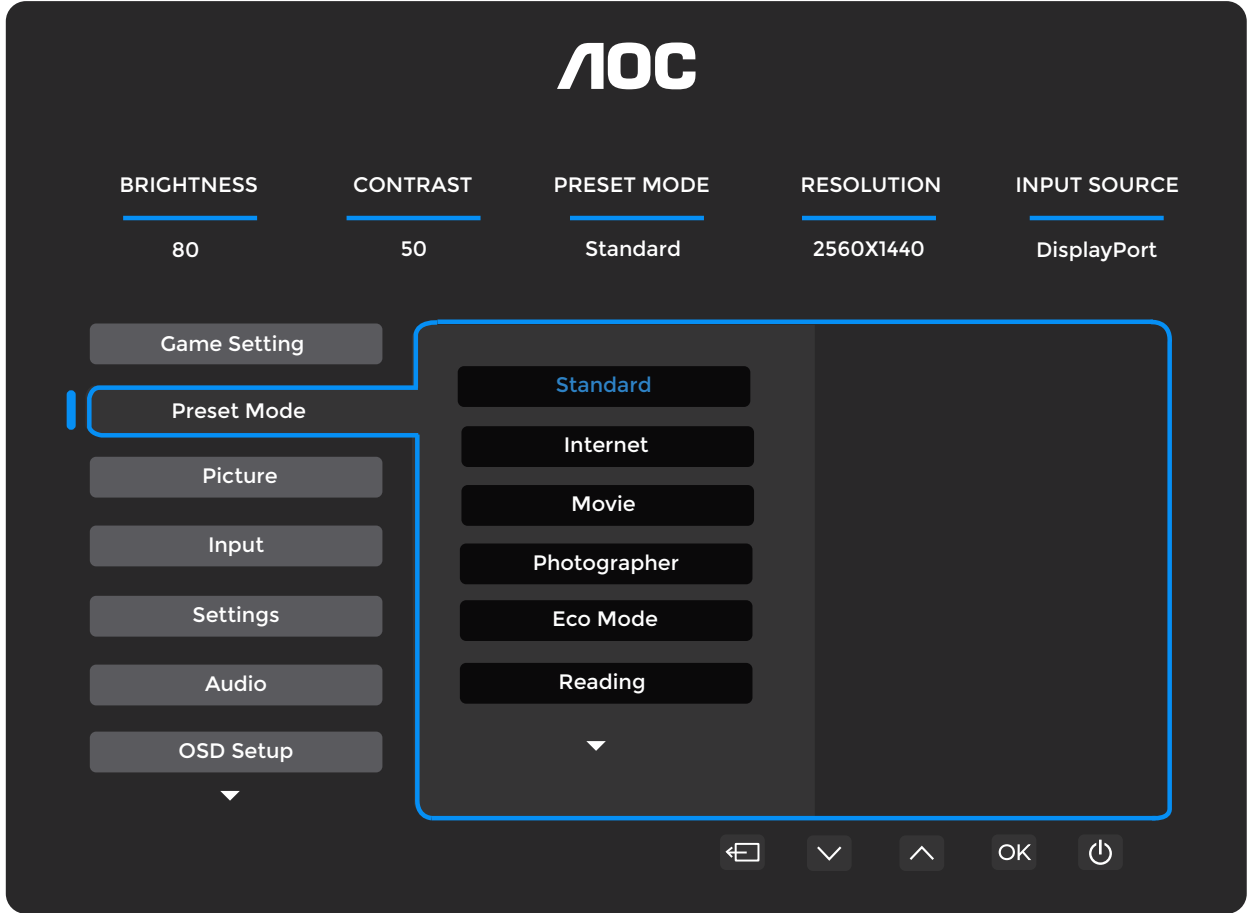 AOC
BRIGHTNESS CONTRAST PRESET MODE RESOLUTION INPUT SOURCE
80 50 Standard 2560X1440 DisplayPort
Game Setting
Preset Mode
Picture
Input
Settings
Audio
OSD Setup
Standard
Internet
Movie
Photographer
Eco Mode
Reading
OK